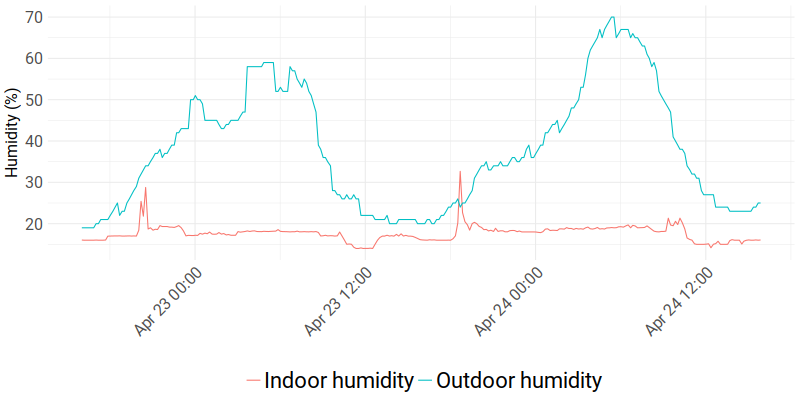 70
60
50
40
30
20
Humidity (%)
Apr 23 00:00
Apr 23 12:00
Apr 24 00:00
Apr 24 12:00
Indoor humidity
Outdoor humidity